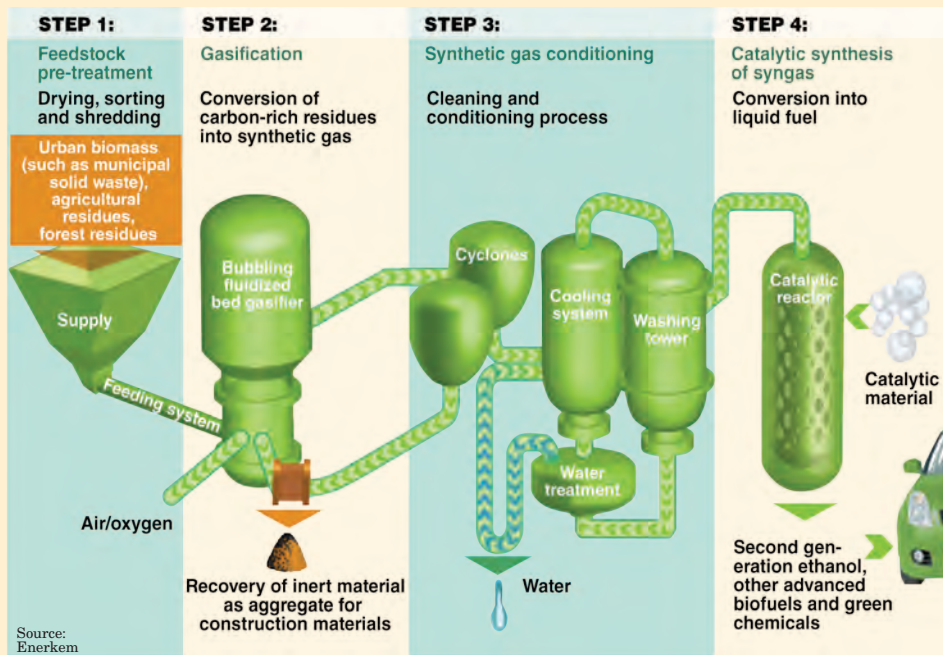 STEP 1:
Feedstock
pre-treatment
Drying, sorting
and shredding
Urban biomass
(such as municipal
solid waste),
agricultural
residues,
forest residues
Supply
Feeding system
Air/oxygen
STEP 2:
Gasification
Conversion of
carbon-rich residues
into synthetic gas
Bubbling
fluidized
bed gasifier
Recovery of inert material
as aggregate for
construction materials
STEP 3:
Synthetic gas conditioning
Cleaning and
conditioning process
Cyclones
Cooling
system
Washing
tower
Water
treatment
Water
STEP 4:
Catalytic synthesis
of syngas
Conversion into
liquid fuel
Catalytic
reactor
Catalytic
material
Second gen-
eration ethanol,
other advanced
biofuels and green
chemicals
Source:
Enerkem